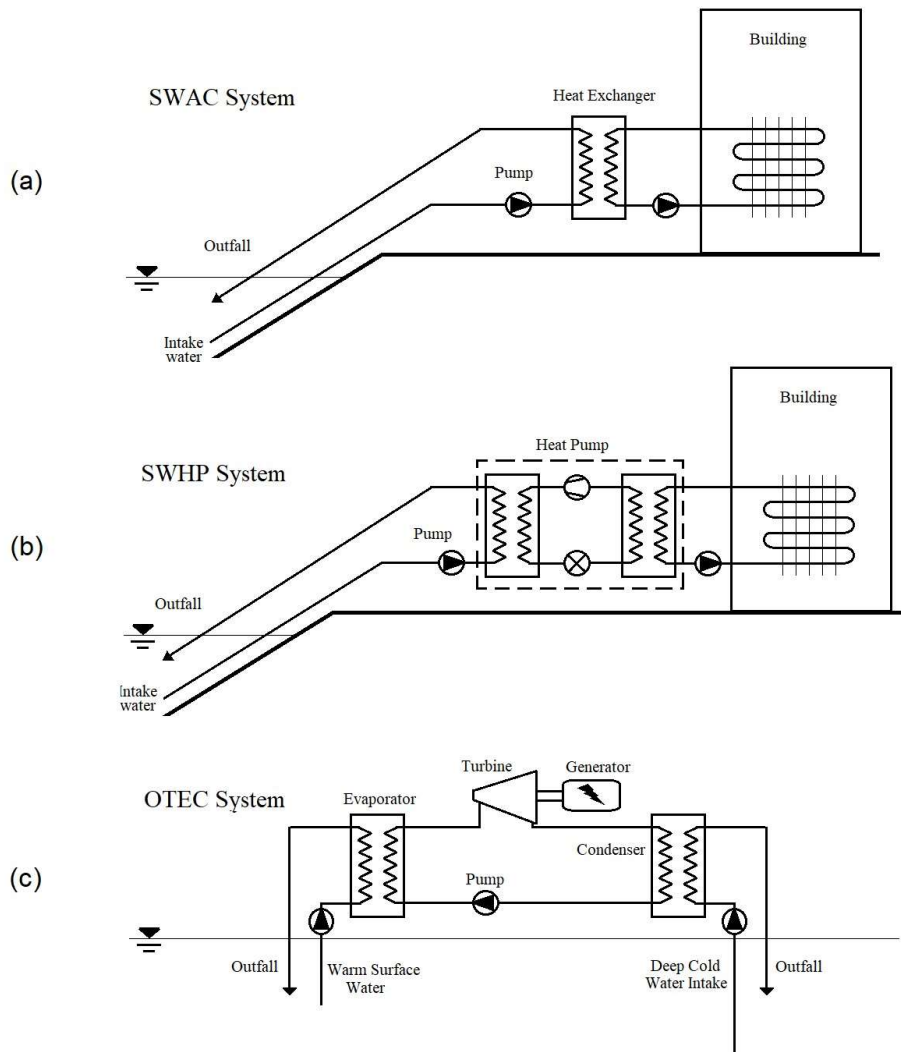 Building
SWAC System
Heat Exchanger
(a)
Pump
Outfall
Intake
water
Building
Heat Pump
SWHP System
(b)
Pump
Outfall
Intake
water
Turbine
Generator
OTEC System
Evaporator
Condenser
(c)
Pump
Outfall
Warm Surface
Water
Deep Cold
Water Intake
Outfall